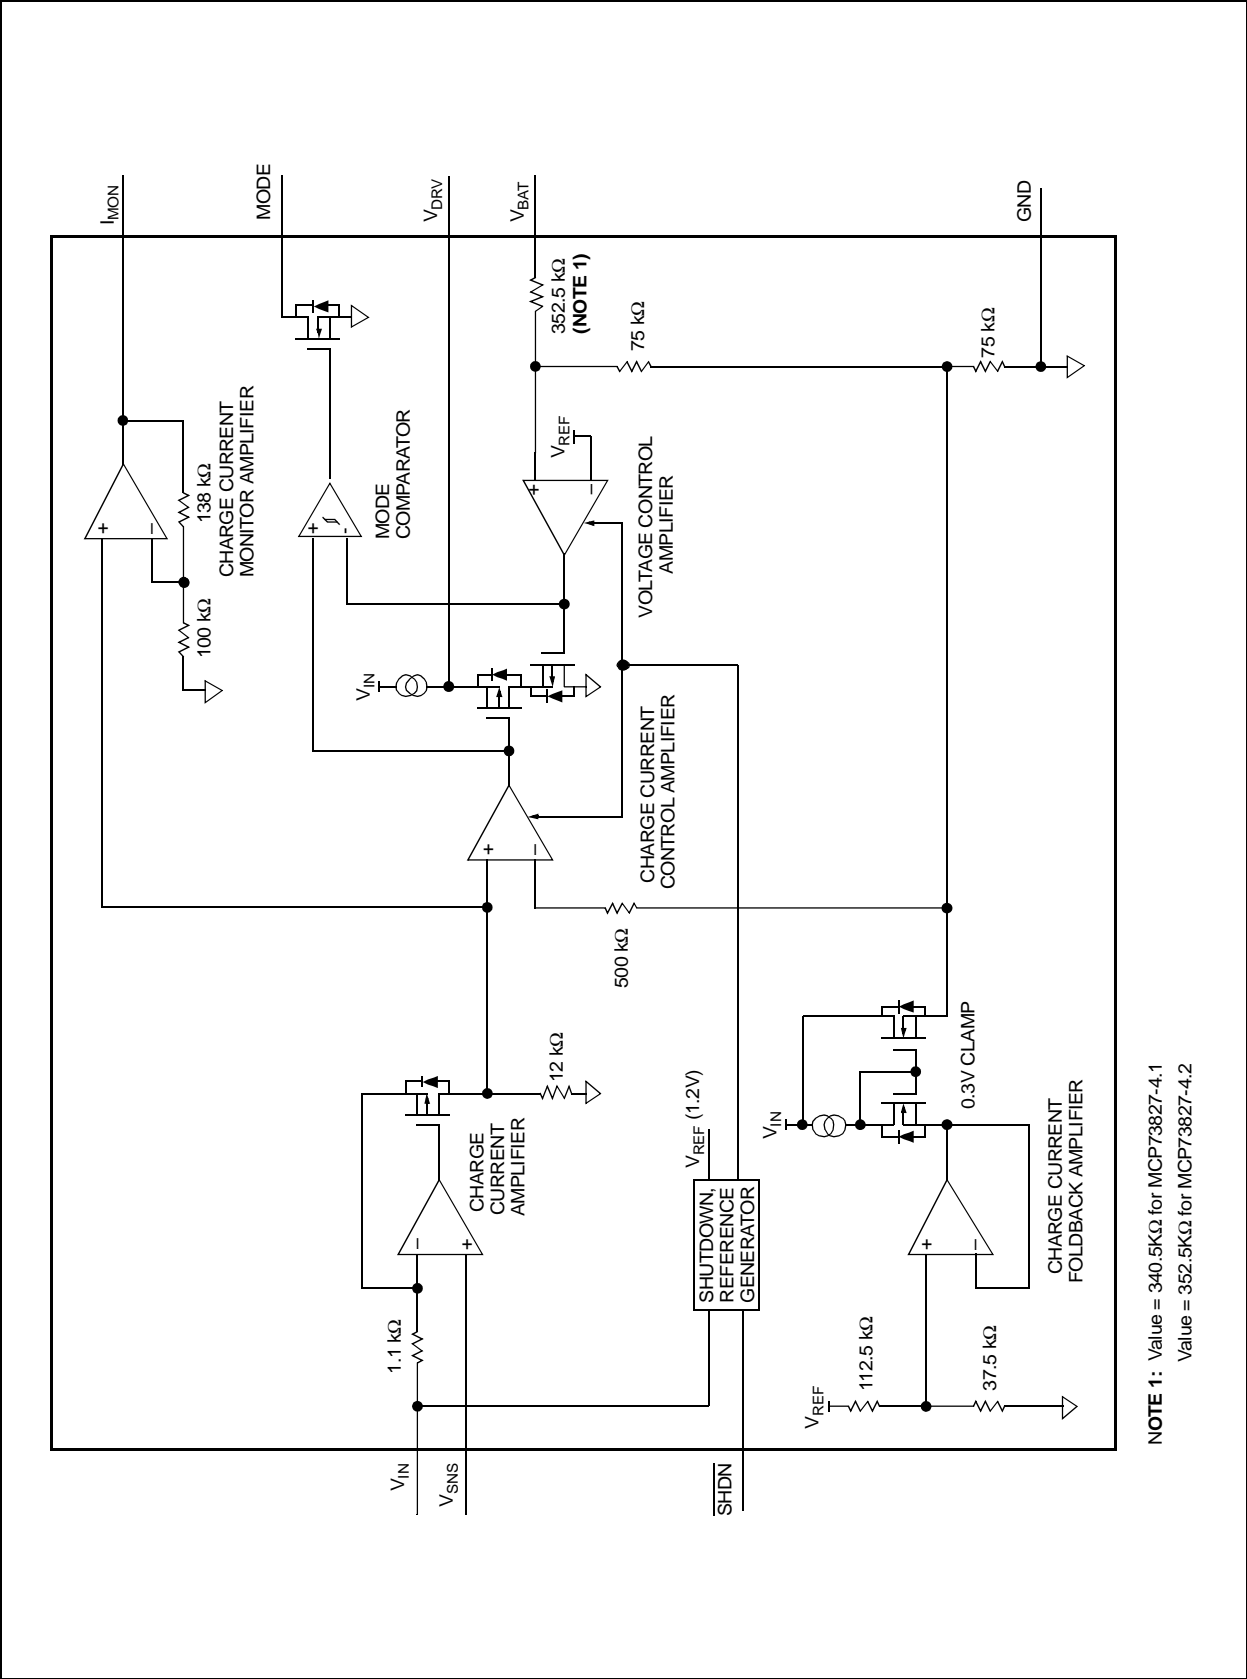 VIN
VSNS
SHDN
IMON
MODE
VDRV
VBAT
GND
1.1 kΩ
–
+
CHARGE
CURRENT
AMPLIFIER
12 kΩ
+
–
CHARGE CURRENT
MONITOR AMPLIFIER
100 kΩ
138 kΩ
+
-
MODE
COMPARATOR
VIN
+
–
CHARGE CURRENT
CONTROL AMPLIFIER
500 kΩ
+
–
VREF
VOLTAGE CONTROL
AMPLIFIER
352.5 kΩ
(NOTE 1)
75 kΩ
75 kΩ
SHUTDOWN,
REFERENCE
GENERATOR
VREF (1.2V)
VREF
112.5 kΩ
37.5 kΩ
+
–
CHARGE CURRENT
FOLDBACK AMPLIFIER
VIN
0.3V CLAMP
NOTE 1: Value = 340.5KΩ for MCP73827-4.1
Value = 352.5KΩ for MCP73827-4.2